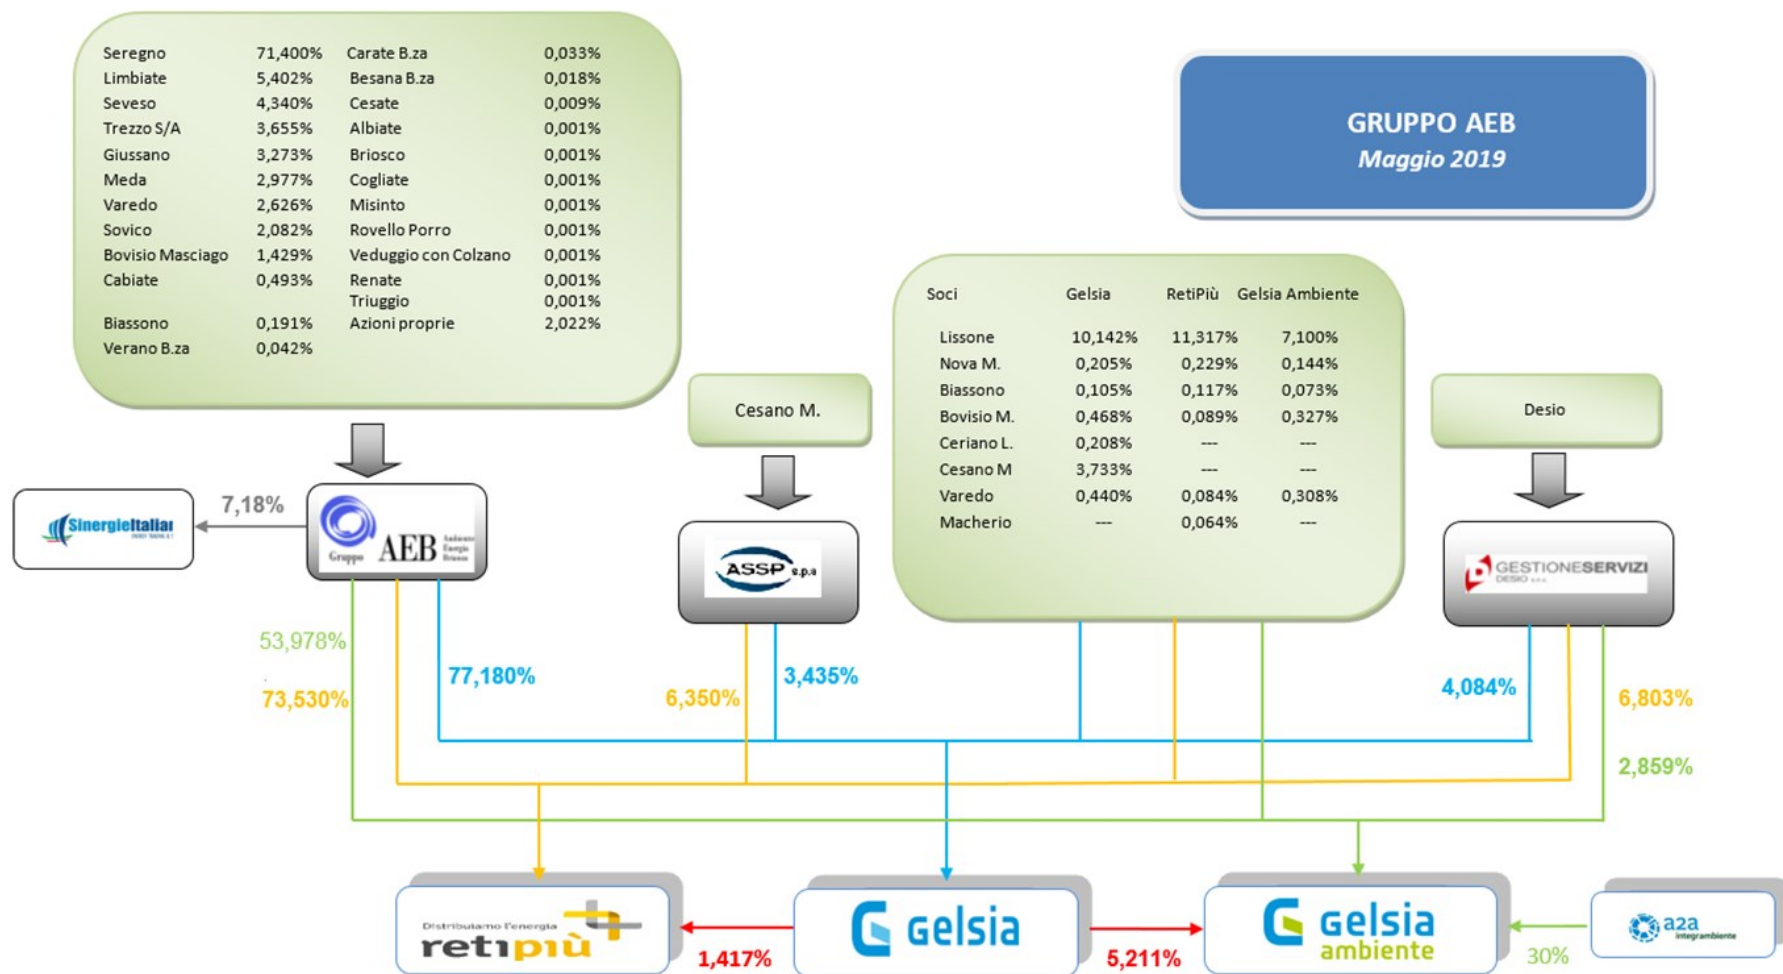 Seregno 71,400% Carate B.za 0,033%
Limbiate 5,402% Besana B.za 0,018%
Seveso 4,340% Cesate 0,009%
Trezzo S/A 3,655% Albiate 0,001%
Giussano 3,273% Briosco 0,001%
Meda 2,977% Cogliate 0,001%
Varedo 2,626% Misinto 0,001%
Sovico 2,082% Rovello Porro 0,001%
Bovisio Masciago 1,429% Veduggio con Colzano 0,001%
Cabiate 0,493% Renate 0,001%
Triuggio 0,001%
Biassono 0,191% Azioni proprie 2,022%
Verano B.za 0,042%
GRUPPO AEB
Maggio 2019
Soci Gelsia RetiPiù Gelsia Ambiente
Lissone 10,142% 11,317% 7,100%
Nova M. 0,205% 0,229% 0,144%
Biassono 0,105% 0,117% 0,073%
Bovisio M. 0,468% 0,089% 0,327%
Ceriano L. 0,208% --- ---
Cesano M 3,733% --- ---
Varedo 0,440% 0,084% 0,308%
Macherio --- 0,064% ---
Cesano M.
Desio
SinergieItalian
7,18%
Gruppo AEB Ambiente
Energia
Brianza
ASSP s.p.a
GESTIONESERVIZI
DESIO
53,978%
73,530%
77,180%
6,350%
3,435%
4,084%
6,803%
2,859%
Distribuiamo l'energia
retipiù
1,417%
gelsia
5,211%
gelsia
ambiente
30%
a2a
integrambiente